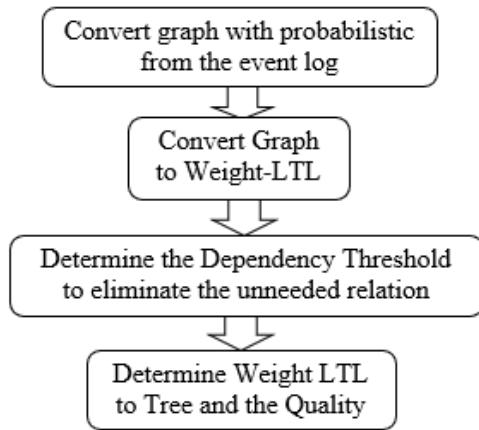 Convert graph with probabilistic
from the event log
Convert Graph
to Weight-LTL
Determine the Dependency Threshold
to eliminate the unneeded relation
Determine Weight LTL
to Tree and the Quality